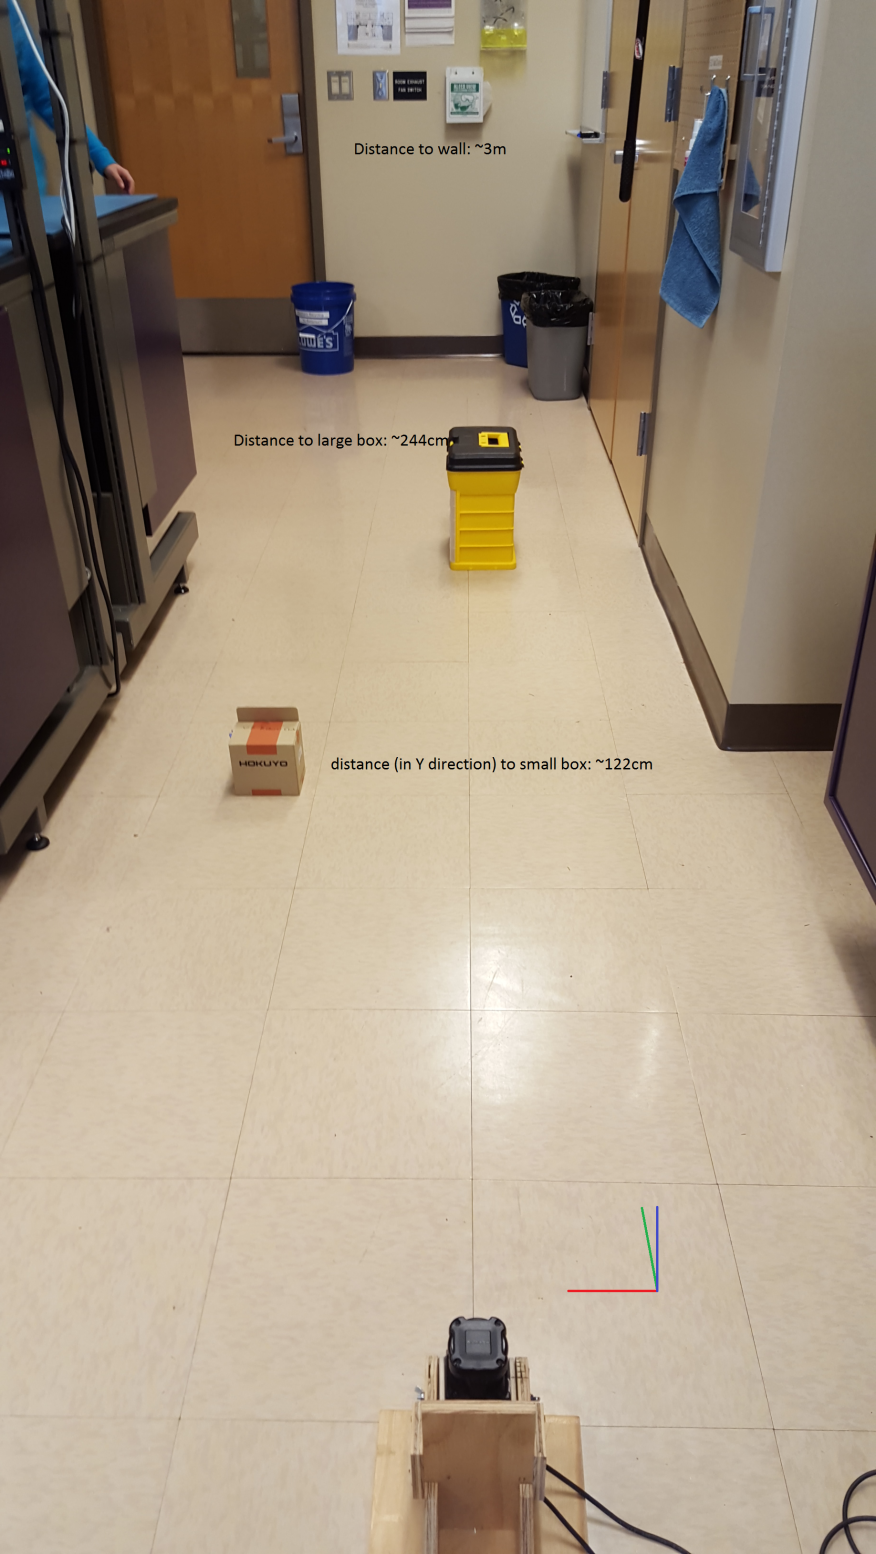 ROOM EXHAUST
FAN SWITCH
Distance to wall: ~3m
LOWE'S
Distance to large box: ~244cm
HOKUYO
distance (in Y direction) to small box: ~122cm